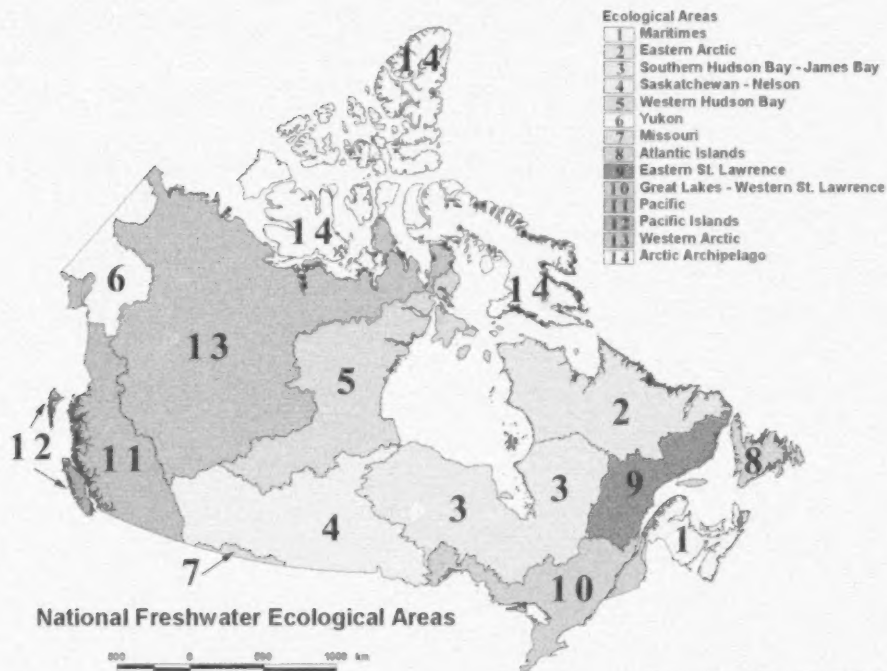 Ecological Areas
1 Maritimes
2 Eastern Arctic
3 Southern Hudson Bay - James Bay
4 Saskatchewan - Nelson
5 Western Hudson Bay
6 Yukon
7 Missouri
8 Atlantic Islands
9 Eastern St. Lawrence
10 Great Lakes - Western St. Lawrence
11 Pacific
12 Pacific Islands
13 Western Arctic
14 Arctic Archipelago
14
14
14
6
13
5
2
12
11
4
3
3
9
8
1
7
10
National Freshwater Ecological Areas
500 0 500 1000 km